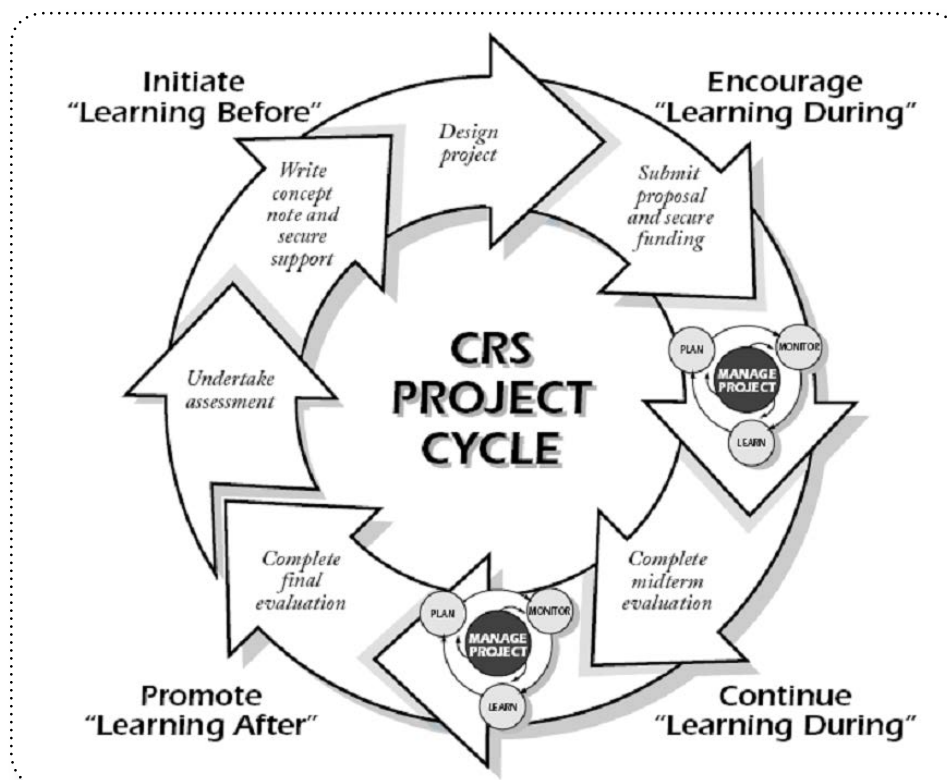 Initiate
“Learning Before”
Encourage
“Learning During”
Design
project
Write
concept
note and
secure
support
Submit
proposal
and secure
funding
CRS
PROJECT
CYCLE
PLAN
MONITOR
MANAGE
PROJECT
LEARN
Undertake
assessment
Complete
final
evaluation
Complete
midterm
evaluation
PLAN
MONITOR
MANAGE
PROJECT
LEARN
Promote
“Learning After”
Continue
“Learning During”